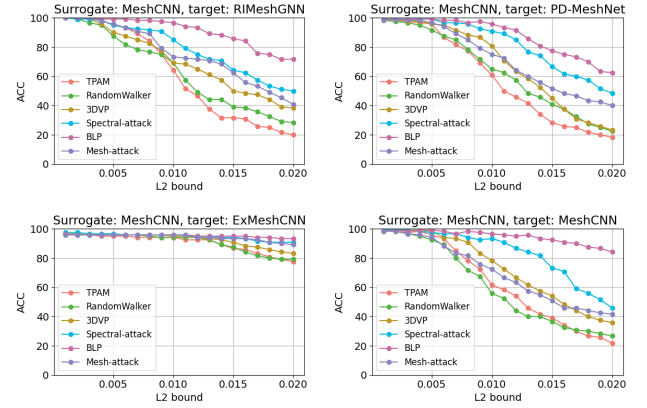 Surrogate: MeshCNN, target: RIMeshGNN
100
80
60
40
20
0
ACC
TPAM
RandomWalker
3DVP
Spectral-attack
BLP
Mesh-attack
0.005 0.010 0.015 0.020
L2 bound
Surrogate: MeshCNN, target: PD-MeshNet
100
80
60
40
20
0
ACC
TPAM
RandomWalker
3DVP
Spectral-attack
BLP
Mesh-attack
0.005 0.010 0.015 0.020
L2 bound
Surrogate: MeshCNN, target: ExMeshCNN
100
80
60
40
20
0
ACC
TPAM
RandomWalker
3DVP
Spectral-attack
BLP
Mesh-attack
0.005 0.010 0.015 0.020
L2 bound
Surrogate: MeshCNN, target: MeshCNN
100
80
60
40
20
0
ACC
TPAM
RandomWalker
3DVP
Spectral-attack
BLP
Mesh-attack
0.005 0.010 0.015 0.020
L2 bound